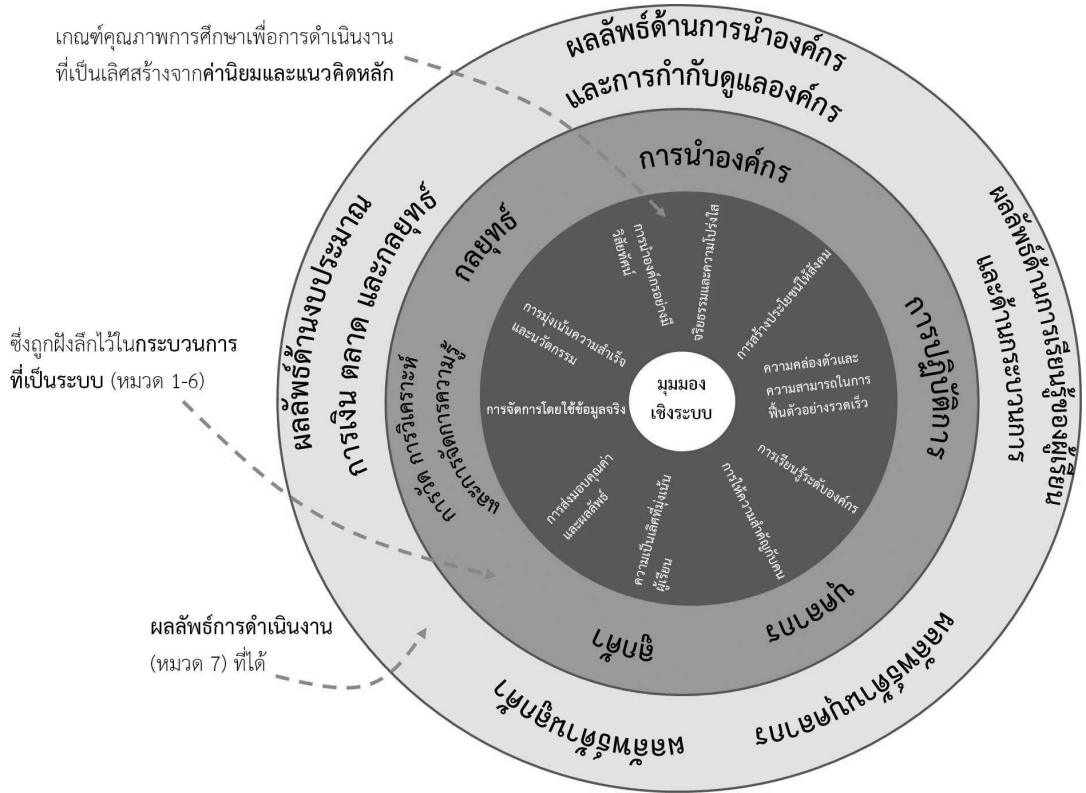 เกณฑ์คุณภาพการศึกษาเพื่อการดำเนินงาน
ที่เป็นเลิศสร้างจากค่านิยมและแนวคิดหลัก
ซึ่งถูกฝังลึกไว้ในกระบวนการ
ที่เป็นระบบ (หมวด 1-6)
ผลลัพธ์การดำเนินงาน
(หมวด 7) ที่ได้
ผลลัพธ์ด้านการนำองค์กร
และการกำกับดูแลองค์กร
ผลลัพธ์ด้านการเรียนรู้ของผู้เรียน
และด้านกระบวนการ
ผลลัพธ์ด้านบุคลากร
ผลลัพธ์ด้านลูกค้า
ผลลัพธ์ด้านงบประมาณ
การเงิน ตลาด และกลยุทธ์
การนำองค์กร
การปฏิบัติการ
บุคลากร
ลูกค้า
การวัด การวิเคราะห์
และการจัดการความรู้
กลยุทธ์
การนำองค์กรอย่างมี
วิสัยทัศน์
จริยธรรมและความโปร่งใส
การสร้างประโยชน์ให้สังคม
ความคล่องตัวและ
ความสามารถในการ
ฟื้นตัวอย่างรวดเร็ว
การเรียนรู้ระดับองค์กร
การให้ความสำคัญกับคน
ความเป็นเลิศที่มุ่งเน้น
ผู้เรียน
การส่งมอบคุณค่า
และผลลัพธ์
การจัดการโดยใช้ข้อมูลจริง
การมุ่งเน้นความสำเร็จ
และนวัตกรรม
มุมมอง
เชิงระบบ